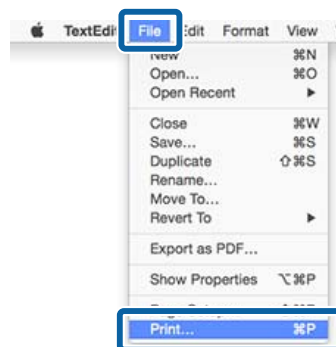 TextEdit File Edit Format View
New ⌘N
Open... ⌘O
Open Recent ▶
Close ⌘W
Save... ⌘S
Duplicate ⇧⌘S
Rename...
Move To...
Revert To ▶
Export as PDF...
Show Properties ⌥⌘P
Print... ⌘P